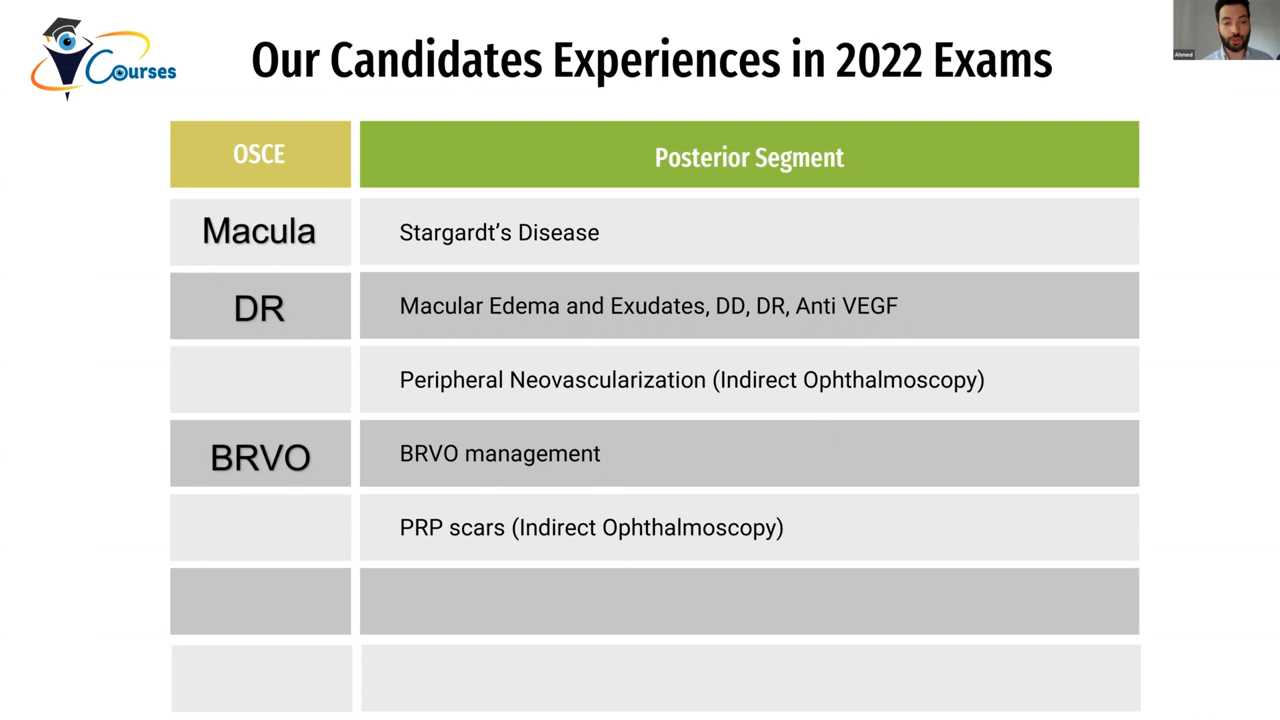 Courses
Our Candidates Experiences in 2022 Exams
Ahmed
OSCE
Posterior Segment
Macula
Stargardt’s Disease
DR
Macular Edema and Exudates, DD, DR, Anti VEGF
Peripheral Neovascularization (Indirect Ophthalmoscopy)
BRVO
BRVO management
PRP scars (Indirect Ophthalmoscopy)